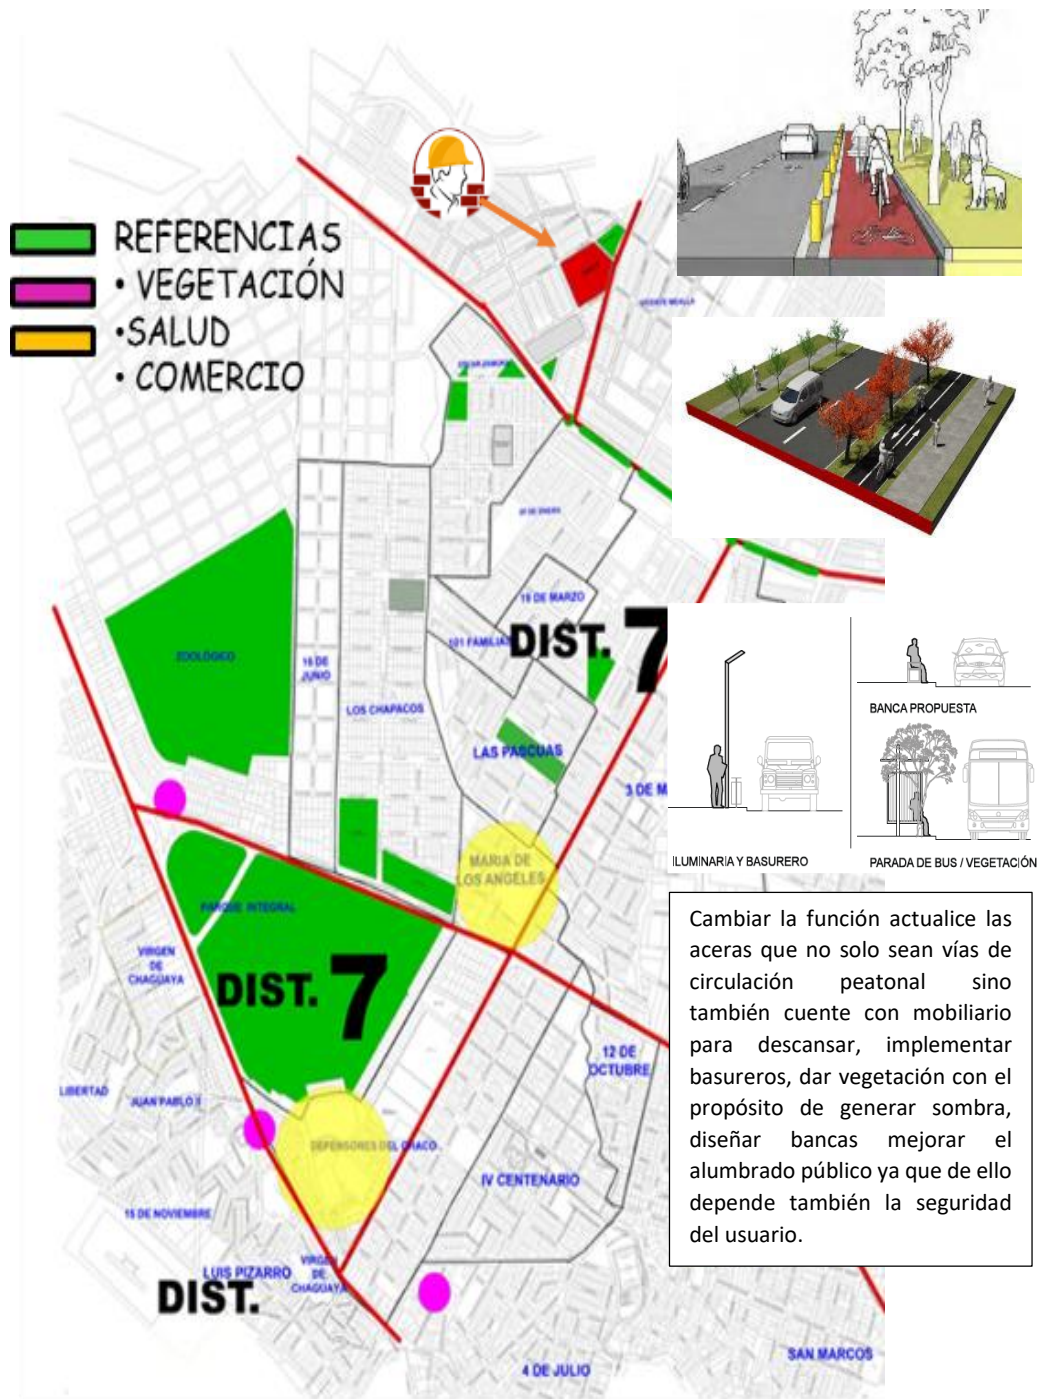 REFERENCIAS
• VEGETACIÓN
•SALUD
• COMERCIO
VICENTE MEALLA
19 DE MARZO
101 FAMILIAS
DIST. 7
ZOOLÓGICO
16 DE
JUNIO
LOS CHAPACOS
LAS PASCUAS
3 DE M
MARIA DE
LOS ANGELES
PARQUE INTEGRAL
VIRGEN
DE
CHAGUAYA
DIST. 7
12 DE
OCTUBRE
LIBERTAD
JUAN PABLO II
DEFENSORES DEL CHACO
IV CENTENARIO
15 DE NOVIEMBRE
LUIS PIZARRO
VIRGEN
DE
CHAGUAYA
DIST.
4 DE JULIO
SAN MARCOS
BANCA PROPUESTA
ILUMINARIA Y BASURERO
PARADA DE BUS / VEGETACIÓN
Cambiar la función actualice las
aceras que no solo sean vías de
circulación peatonal sino
también cuente con mobiliario
para descansar, implementar
basureros, dar vegetación con el
propósito de generar sombra,
diseñar bancas mejorar el
alumbrado público ya que de ello
depende también la seguridad
del usuario.